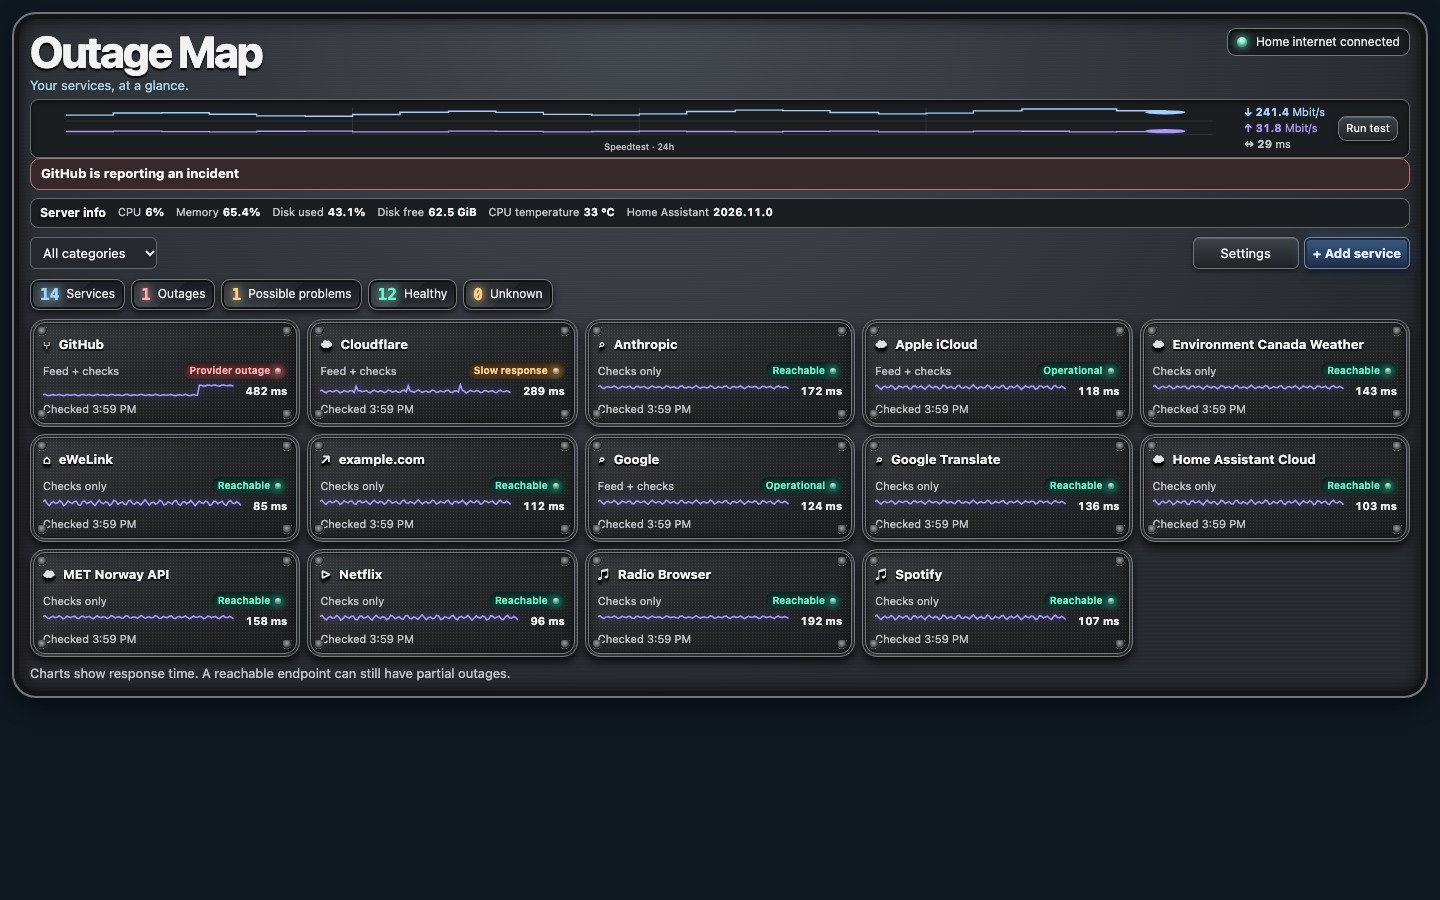 Outage Map
Home internet connected
Your services, at a glance.
↓ 241.4 Mbit/s
↑ 31.8 Mbit/s
Run test
↔ 29 ms
Speedtest · 24h
GitHub is reporting an incident
Server info CPU 6% Memory 65.4% Disk used 43.1% Disk free 62.5 GiB CPU temperature 33 °C Home Assistant 2026.11.0
All categories
Settings
+ Add service
14 Services
1 Outages
1 Possible problems
12 Healthy
0 Unknown
GitHub
Feed + checks
Provider outage
482 ms
Checked 3:59 PM
Cloudflare
Feed + checks
Slow response
289 ms
Checked 3:59 PM
Anthropic
Checks only
Reachable
172 ms
Checked 3:59 PM
Apple iCloud
Feed + checks
Operational
118 ms
Checked 3:59 PM
Environment Canada Weather
Checks only
Reachable
143 ms
Checked 3:59 PM
eWeLink
Checks only
Reachable
85 ms
Checked 3:59 PM
example.com
Checks only
Reachable
112 ms
Checked 3:59 PM
Google
Feed + checks
Operational
124 ms
Checked 3:59 PM
Google Translate
Checks only
Reachable
136 ms
Checked 3:59 PM
Home Assistant Cloud
Checks only
Reachable
103 ms
Checked 3:59 PM
MET Norway API
Checks only
Reachable
158 ms
Checked 3:59 PM
Netflix
Checks only
Reachable
96 ms
Checked 3:59 PM
Radio Browser
Checks only
Reachable
192 ms
Checked 3:59 PM
Spotify
Checks only
Reachable
107 ms
Checked 3:59 PM
Charts show response time. A reachable endpoint can still have partial outages.